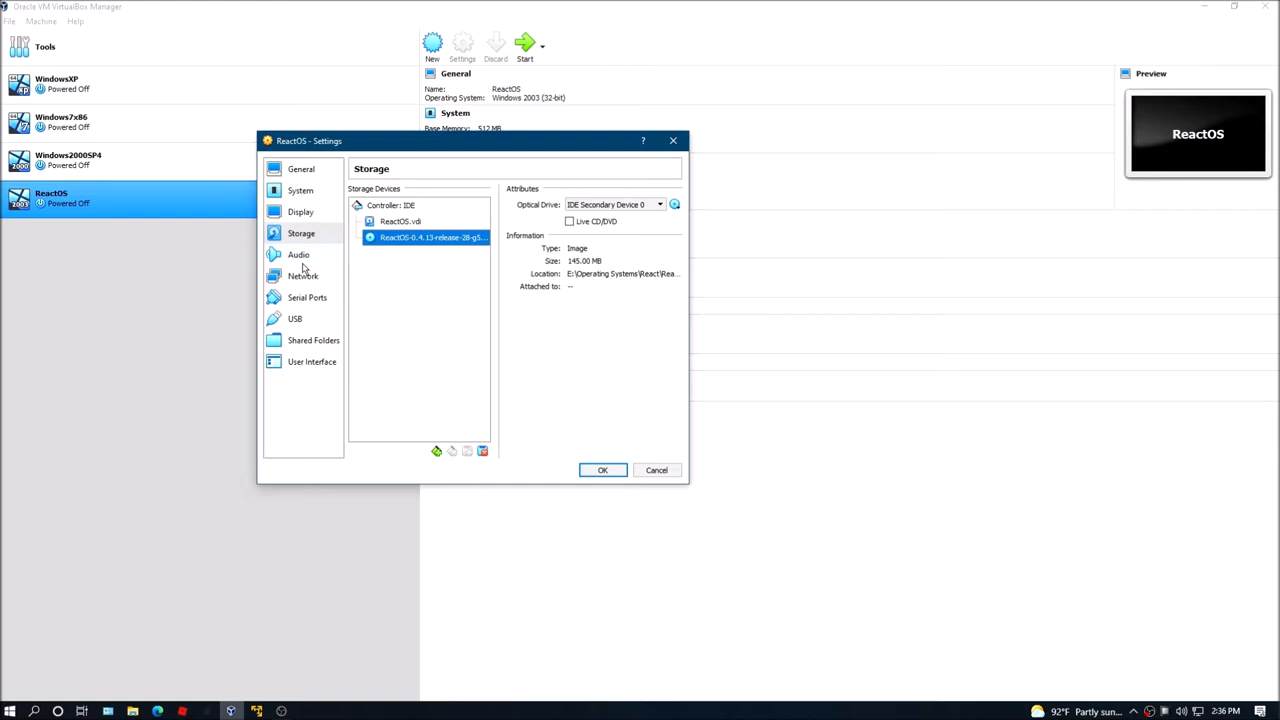 Oracle VM VirtualBox Manager
File Machine Help
Tools
New Settings Discard Start
64 XP WindowsXP
Powered Off
7 Windows7x86
Powered Off
2000 Windows2000SP4
Powered Off
2003 ReactOS
Powered Off
General
Name: ReactOS
Operating System: Windows 2003 (32-bit)
System
Base Memory: 512 MB
Preview
ReactOS
ReactOS - Settings
?
General
System
Display
Storage
Audio
Network
Serial Ports
USB
Shared Folders
User Interface
Storage
Storage Devices
Controller: IDE
ReactOS.vdi
ReactOS-0.4.13-release-28-g5...
Attributes
Optical Drive: IDE Secondary Device 0
Live CD/DVD
Information
Type: Image
Size: 145.00 MB
Location: E:\Operating Systems\React\Rea...
Attached to: --
OK Cancel
92°F Partly sun... 2:36 PM